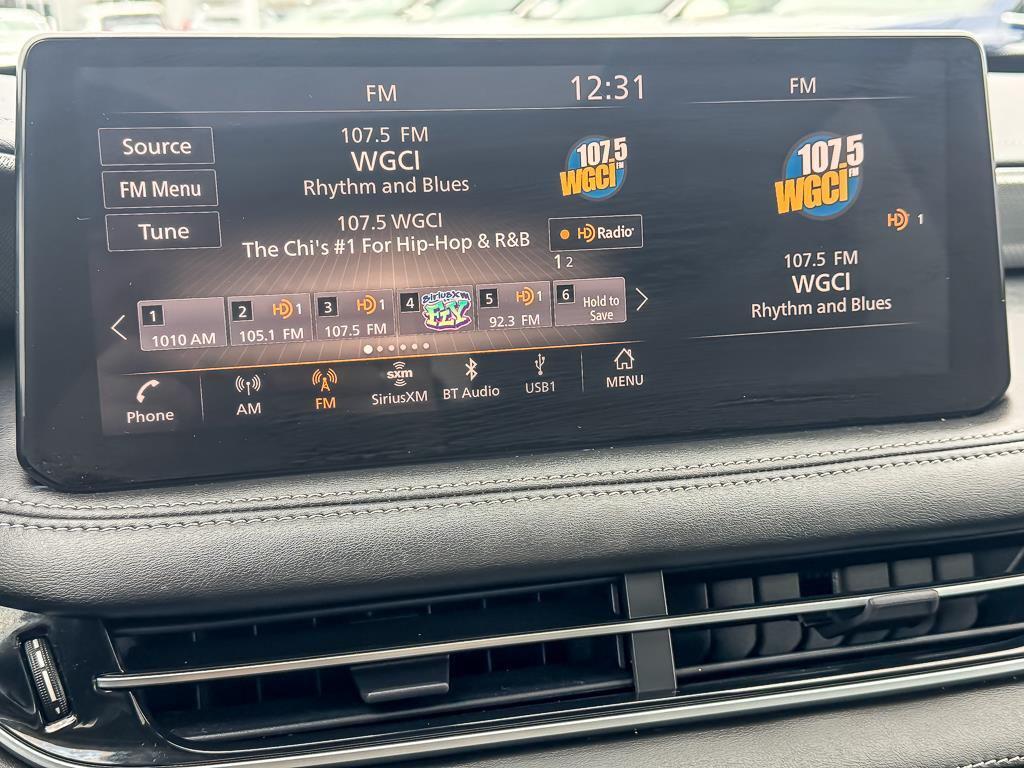 FM
12:31
FM
Source
FM Menu
Tune
107.5 FM
WGCI
Rhythm and Blues
107.5
WGCI FM
107.5 WGCI
The Chi's #1 For Hip-Hop & R&B
HD Radio
1 2
1
1010 AM
2 HD 1
105.1 FM
3 HD 1
107.5 FM
4
SiriusXM
FLY
5 HD 1
92.3 FM
6
Hold to
Save
Phone
AM
FM
sxm
SiriusXM
BT Audio
USB1
MENU
107.5
WGCI FM
HD 1
107.5 FM
WGCI
Rhythm and Blues